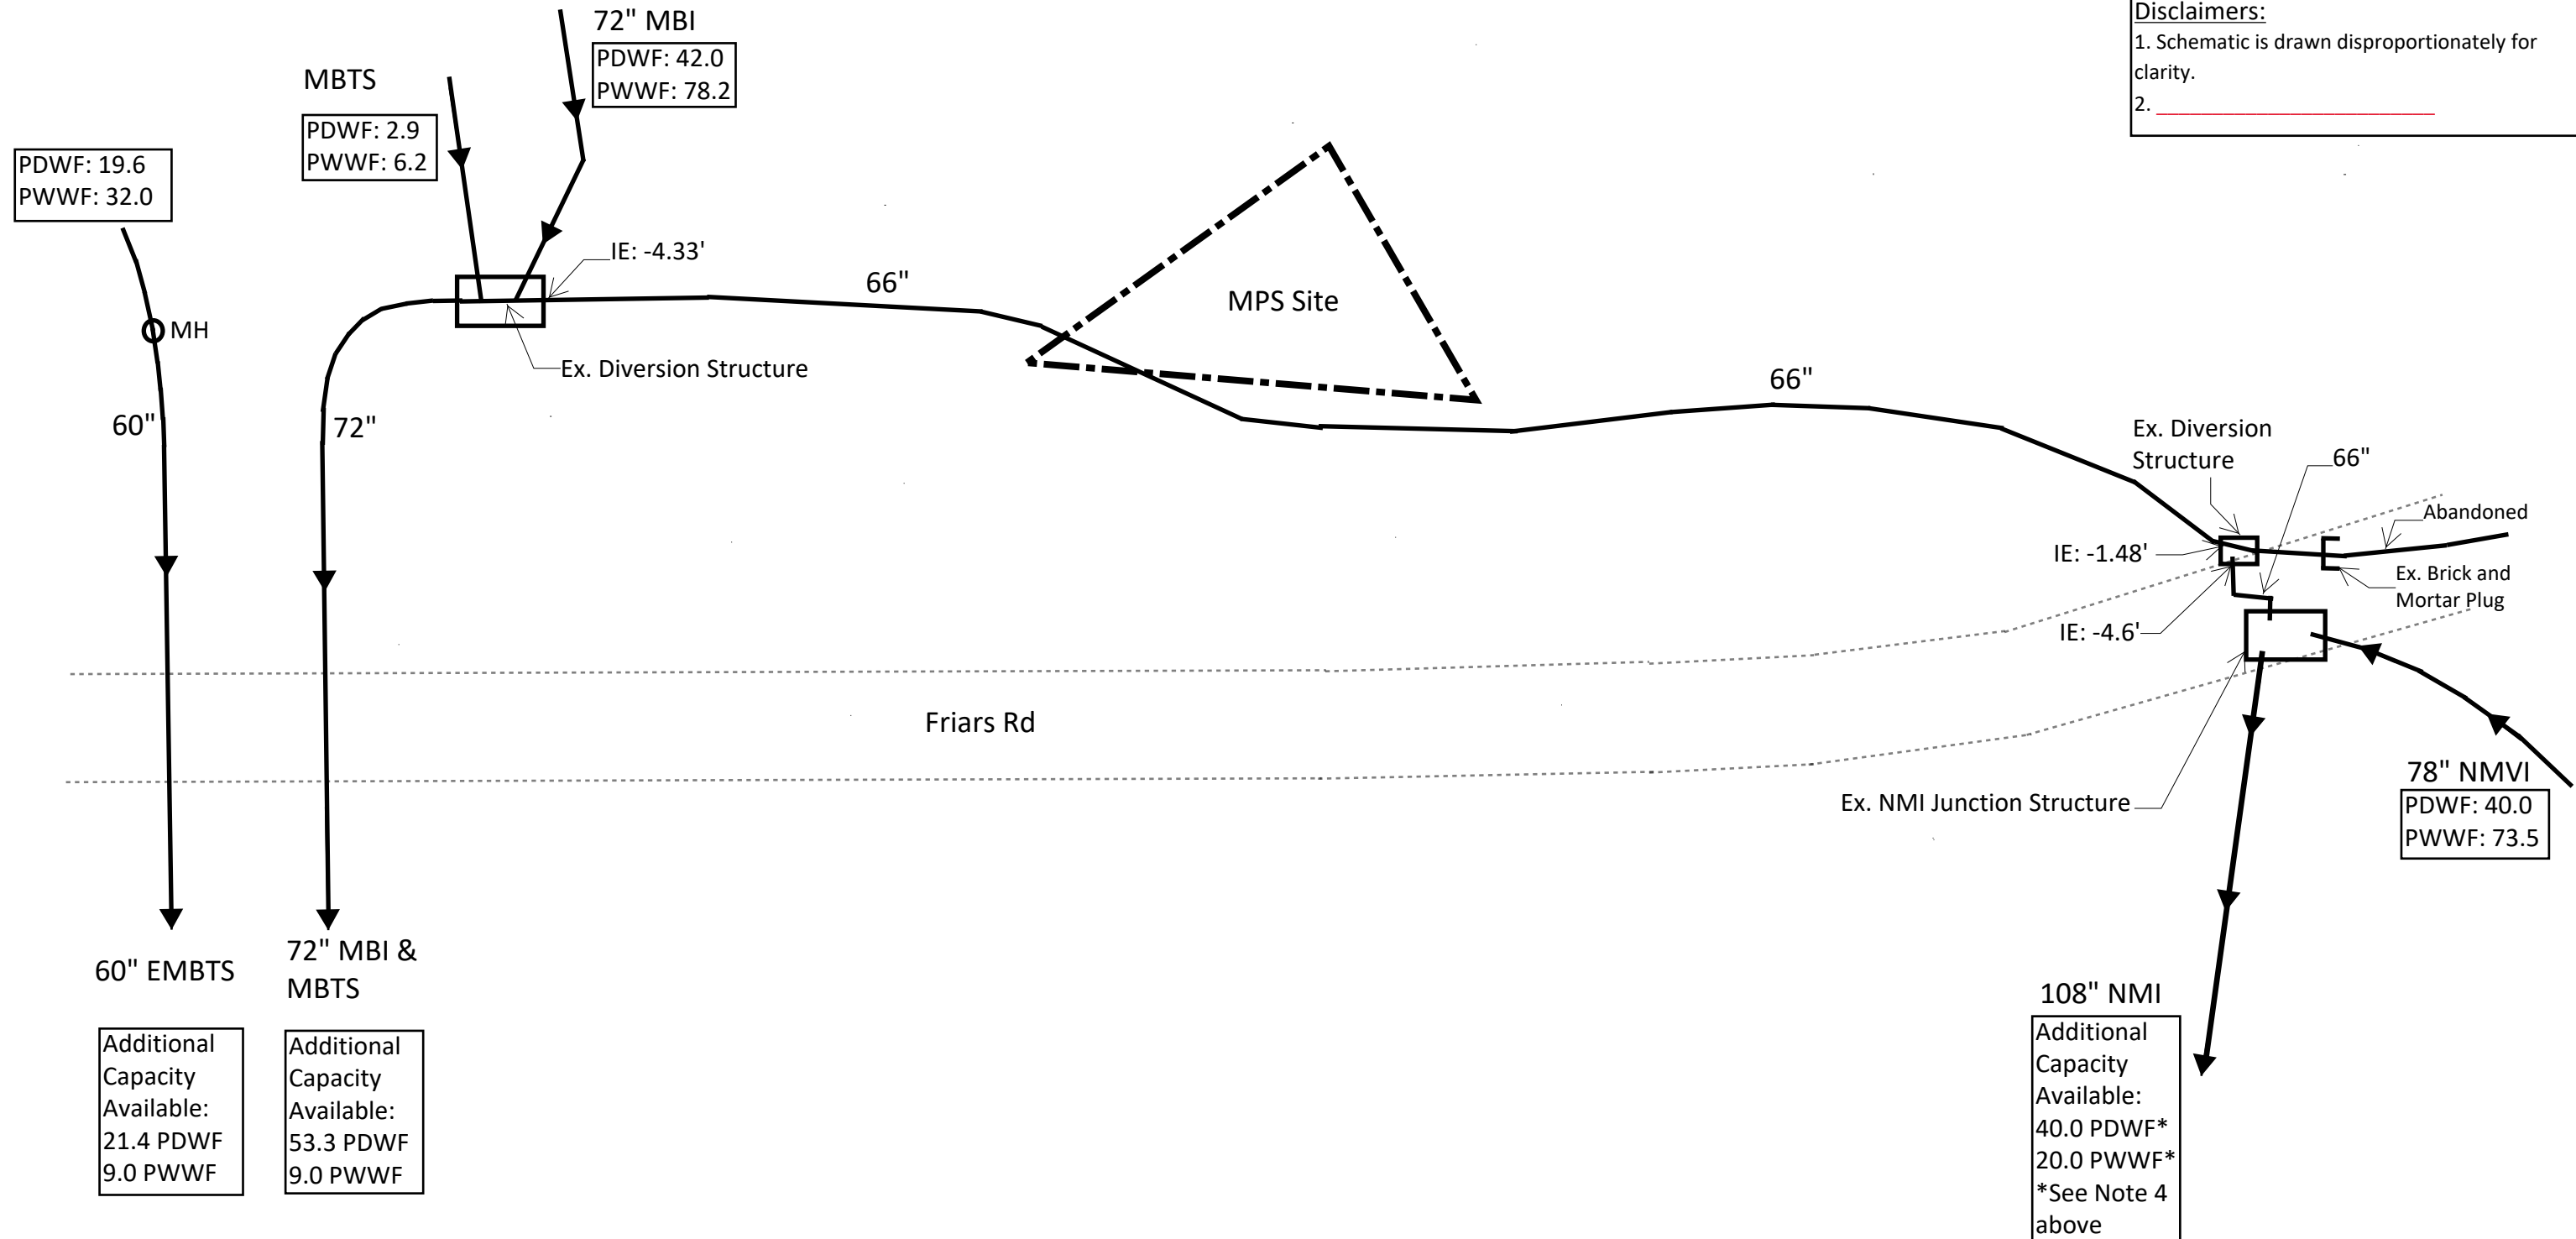 Disclaimers:
1. Schematic is drawn disproportionately for
clarity.
2. ________________________
72" MBI
PDWF: 42.0
PWWF: 78.2
MBTS
PDWF: 2.9
PWWF: 6.2
PDWF: 19.6
PWWF: 32.0
IE: -4.33'
66"
MPS Site
MH
Ex. Diversion Structure
60"
72"
66"
Ex. Diversion
Structure
66"
Abandoned
IE: -1.48'
Ex. Brick and
Mortar Plug
IE: -4.6'
Friars Rd
Ex. NMI Junction Structure
78" NMVI
PDWF: 40.0
PWWF: 73.5
60" EMBTS
72" MBI &
MBTS
108" NMI
Additional
Capacity
Available:
21.4 PDWF
9.0 PWWF
Additional
Capacity
Available:
53.3 PDWF
9.0 PWWF
Additional
Capacity
Available:
40.0 PDWF*
20.0 PWWF*
*See Note 4
above